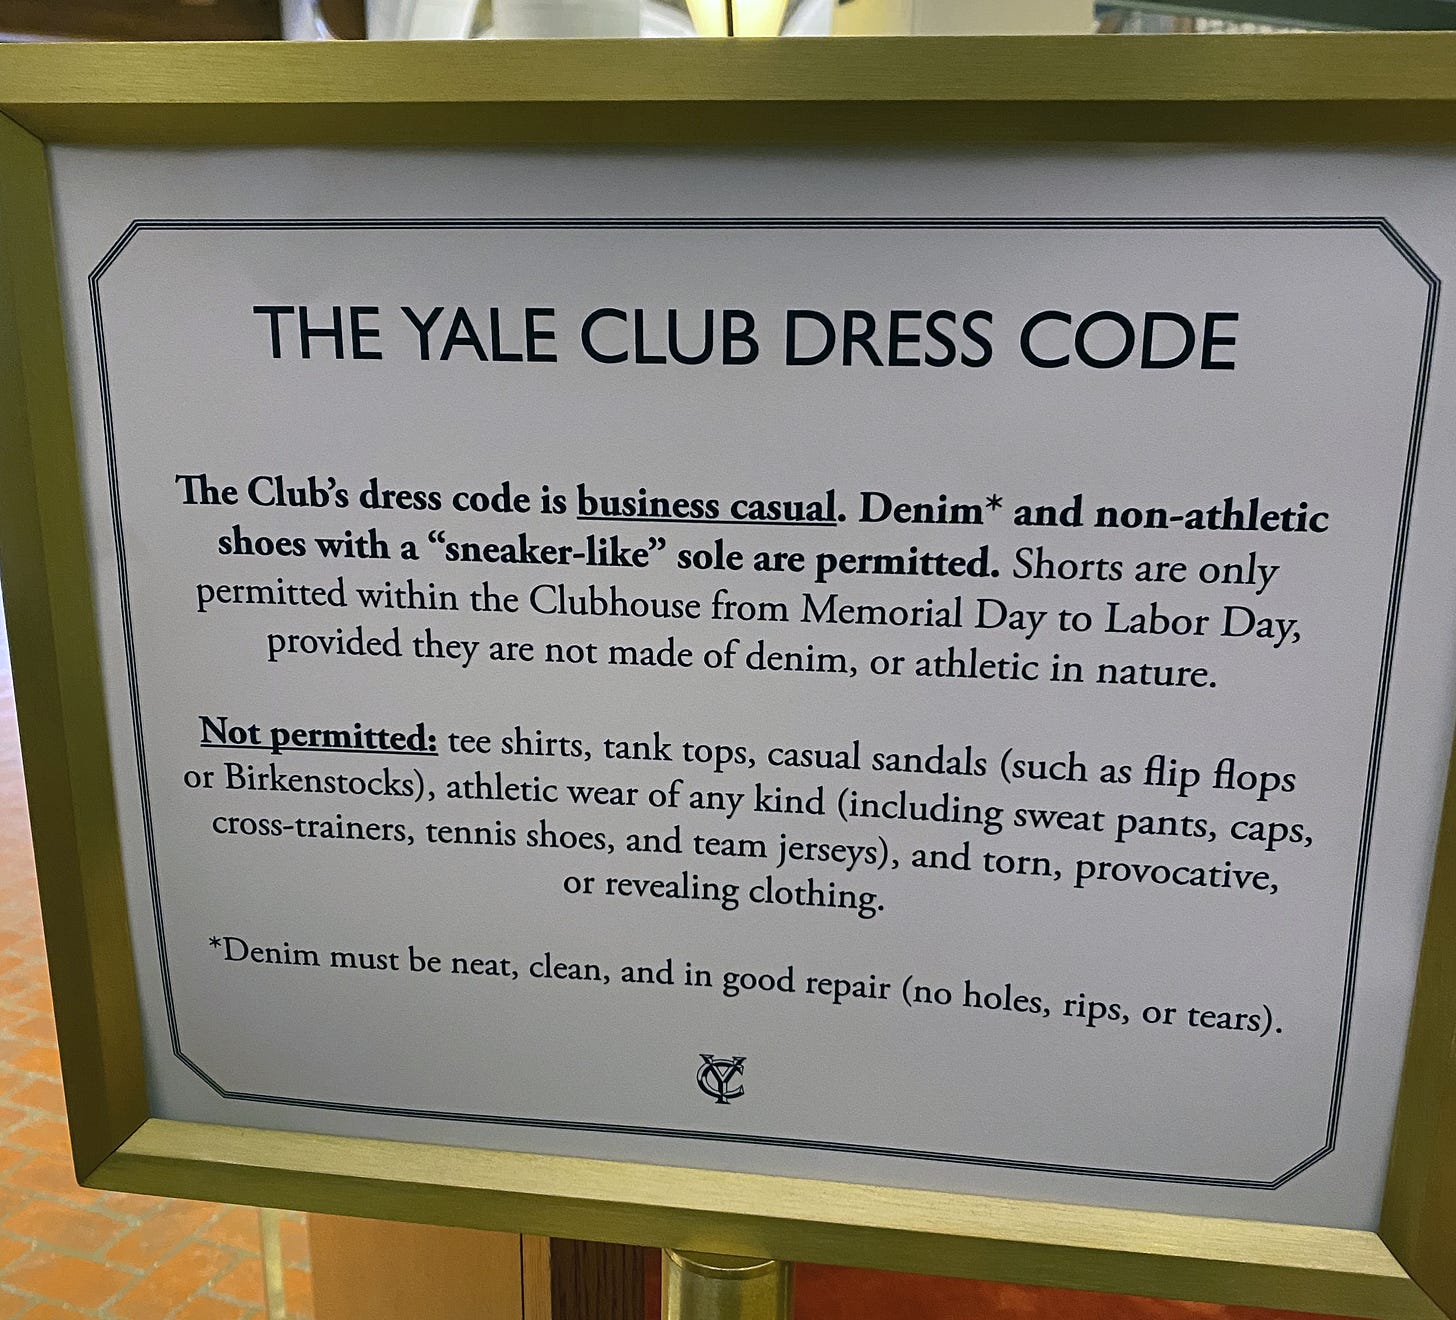 THE YALE CLUB DRESS CODE
The Club’s dress code is business casual. Denim* and non-athletic
shoes with a “sneaker-like” sole are permitted. Shorts are only
permitted within the Clubhouse from Memorial Day to Labor Day,
provided they are not made of denim, or athletic in nature.
Not permitted: tee shirts, tank tops, casual sandals (such as flip flops
or Birkenstocks), athletic wear of any kind (including sweat pants, caps,
cross-trainers, tennis shoes, and team jerseys), and torn, provocative,
or revealing clothing.
*Denim must be neat, clean, and in good repair (no holes, rips, or tears).
YC